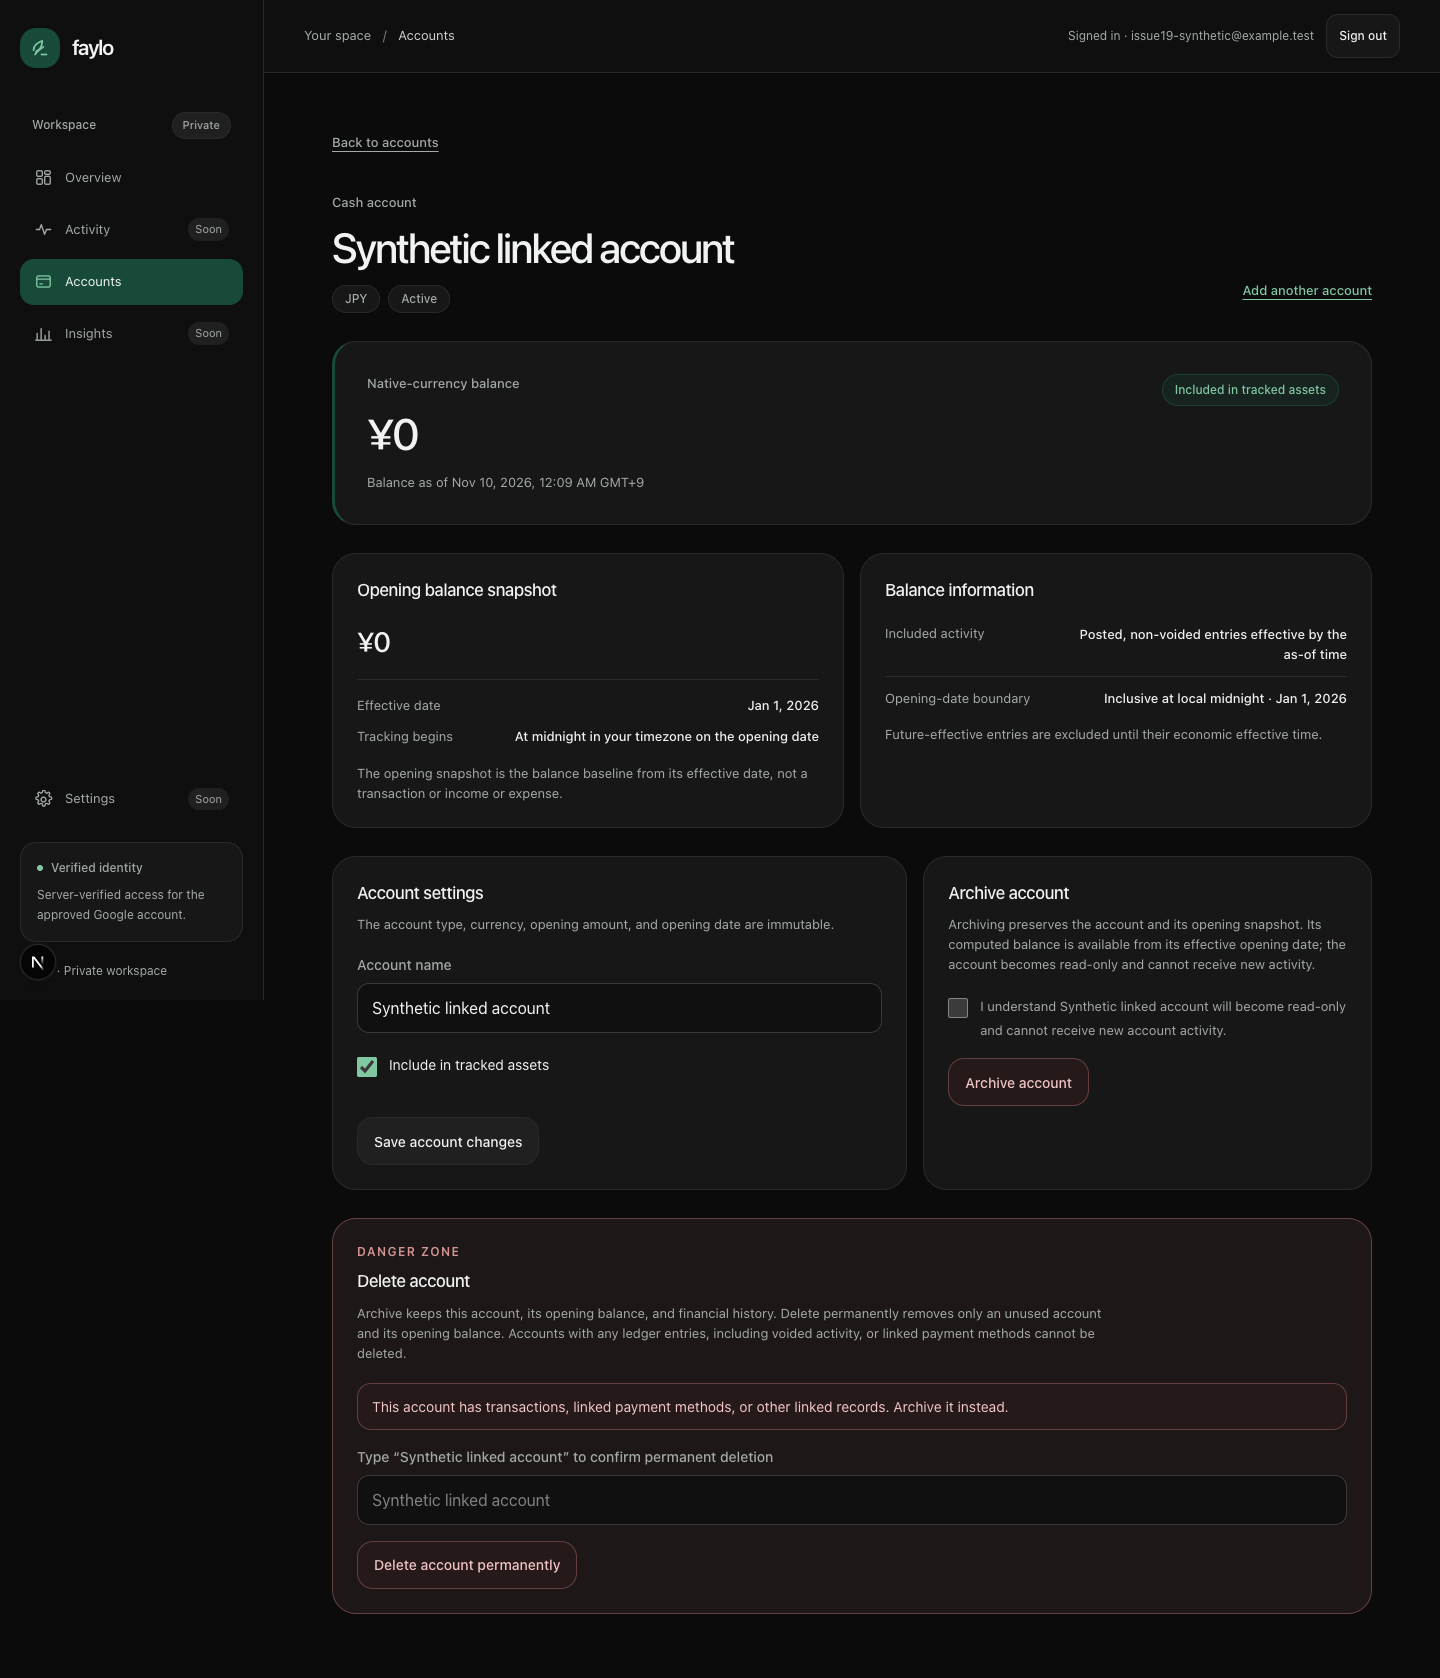 faylo
Workspace
Private
Overview
Activity
Soon
Accounts
Insights
Soon
Settings
Soon
Verified identity
Server-verified access for the
approved Google account.
N
· Private workspace
Your space / Accounts
Signed in · issue19-synthetic@example.test
Sign out
Back to accounts
Cash account
Synthetic linked account
JPY
Active
Add another account
Native-currency balance
Included in tracked assets
¥0
Balance as of Nov 10, 2026, 12:09 AM GMT+9
Opening balance snapshot
¥0
Effective date
Jan 1, 2026
Tracking begins
At midnight in your timezone on the opening date
The opening snapshot is the balance baseline from its effective date, not a
transaction or income or expense.
Balance information
Included activity
Posted, non-voided entries effective by the
as-of time
Opening-date boundary
Inclusive at local midnight · Jan 1, 2026
Future-effective entries are excluded until their economic effective time.
Account settings
The account type, currency, opening amount, and opening date are immutable.
Account name
Synthetic linked account
Include in tracked assets
Save account changes
Archive account
Archiving preserves the account and its opening snapshot. Its
computed balance is available from its effective opening date; the
account becomes read-only and cannot receive new activity.
I understand Synthetic linked account will become read-only
and cannot receive new account activity.
Archive account
DANGER ZONE
Delete account
Archive keeps this account, its opening balance, and financial history. Delete permanently removes only an unused account
and its opening balance. Accounts with any ledger entries, including voided activity, or linked payment methods cannot be
deleted.
This account has transactions, linked payment methods, or other linked records. Archive it instead.
Type “Synthetic linked account” to confirm permanent deletion
Synthetic linked account
Delete account permanently